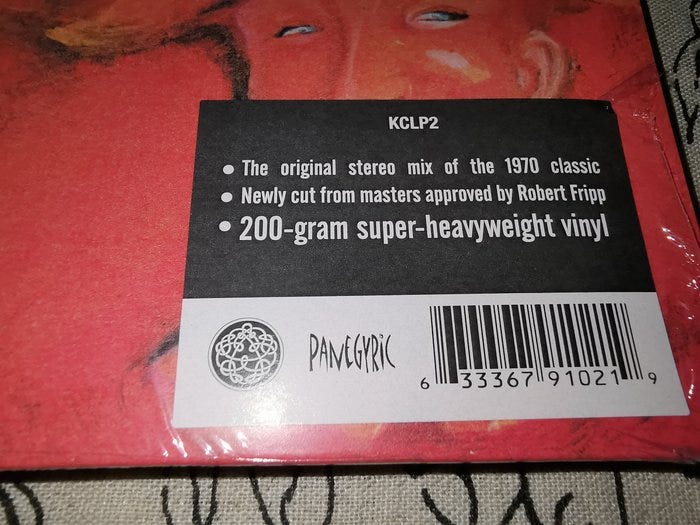 KCLP2
• The original stereo mix of the 1970 classic
• Newly cut from masters approved by Robert Fripp
• 200-gram super-heavyweight vinyl
PANEGYRIC
6 33367 91021 9